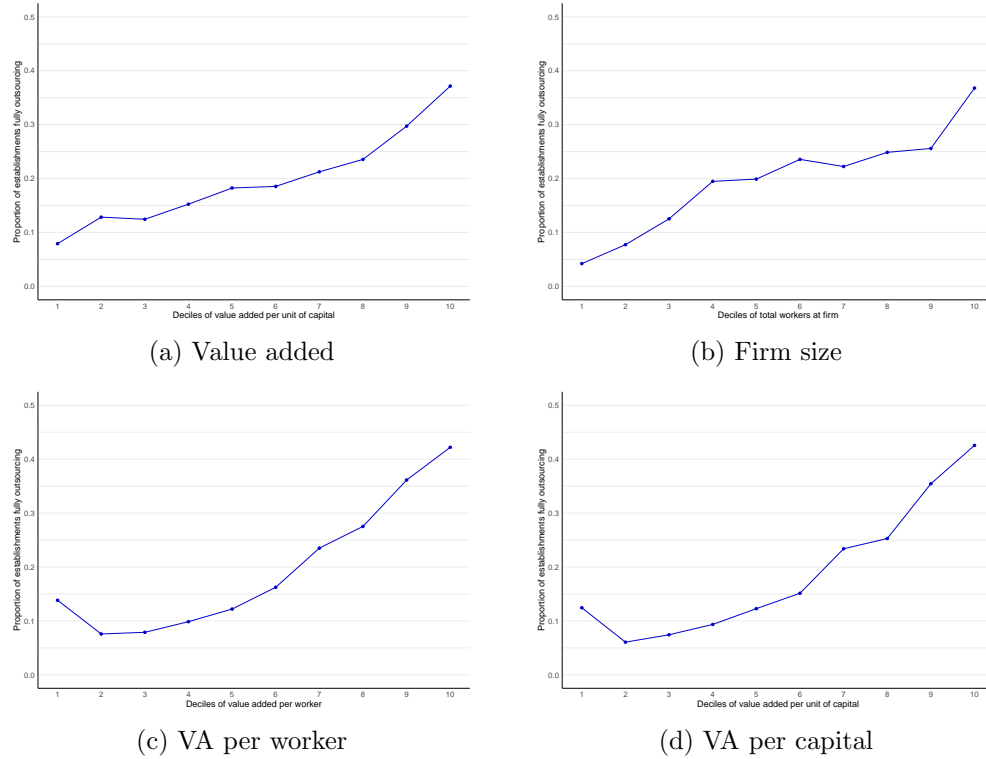 Proportion of establishments fully outsourcing
0.5
0.4
0.3
0.2
0.1
0.0
1 2 3 4 5 6 7 8 9 10
Deciles of value added per unit of capital
(a) Value added
Proportion of establishments fully outsourcing
0.5
0.4
0.3
0.2
0.1
0.0
1 2 3 4 5 6 7 8 9 10
Deciles of total workers at firm
(b) Firm size
Proportion of establishments fully outsourcing
0.5
0.4
0.3
0.2
0.1
0.0
1 2 3 4 5 6 7 8 9 10
Deciles of value added per worker
(c) VA per worker
Proportion of establishments fully outsourcing
0.5
0.4
0.3
0.2
0.1
0.0
1 2 3 4 5 6 7 8 9 10
Deciles of value added per unit of capital
(d) VA per capital